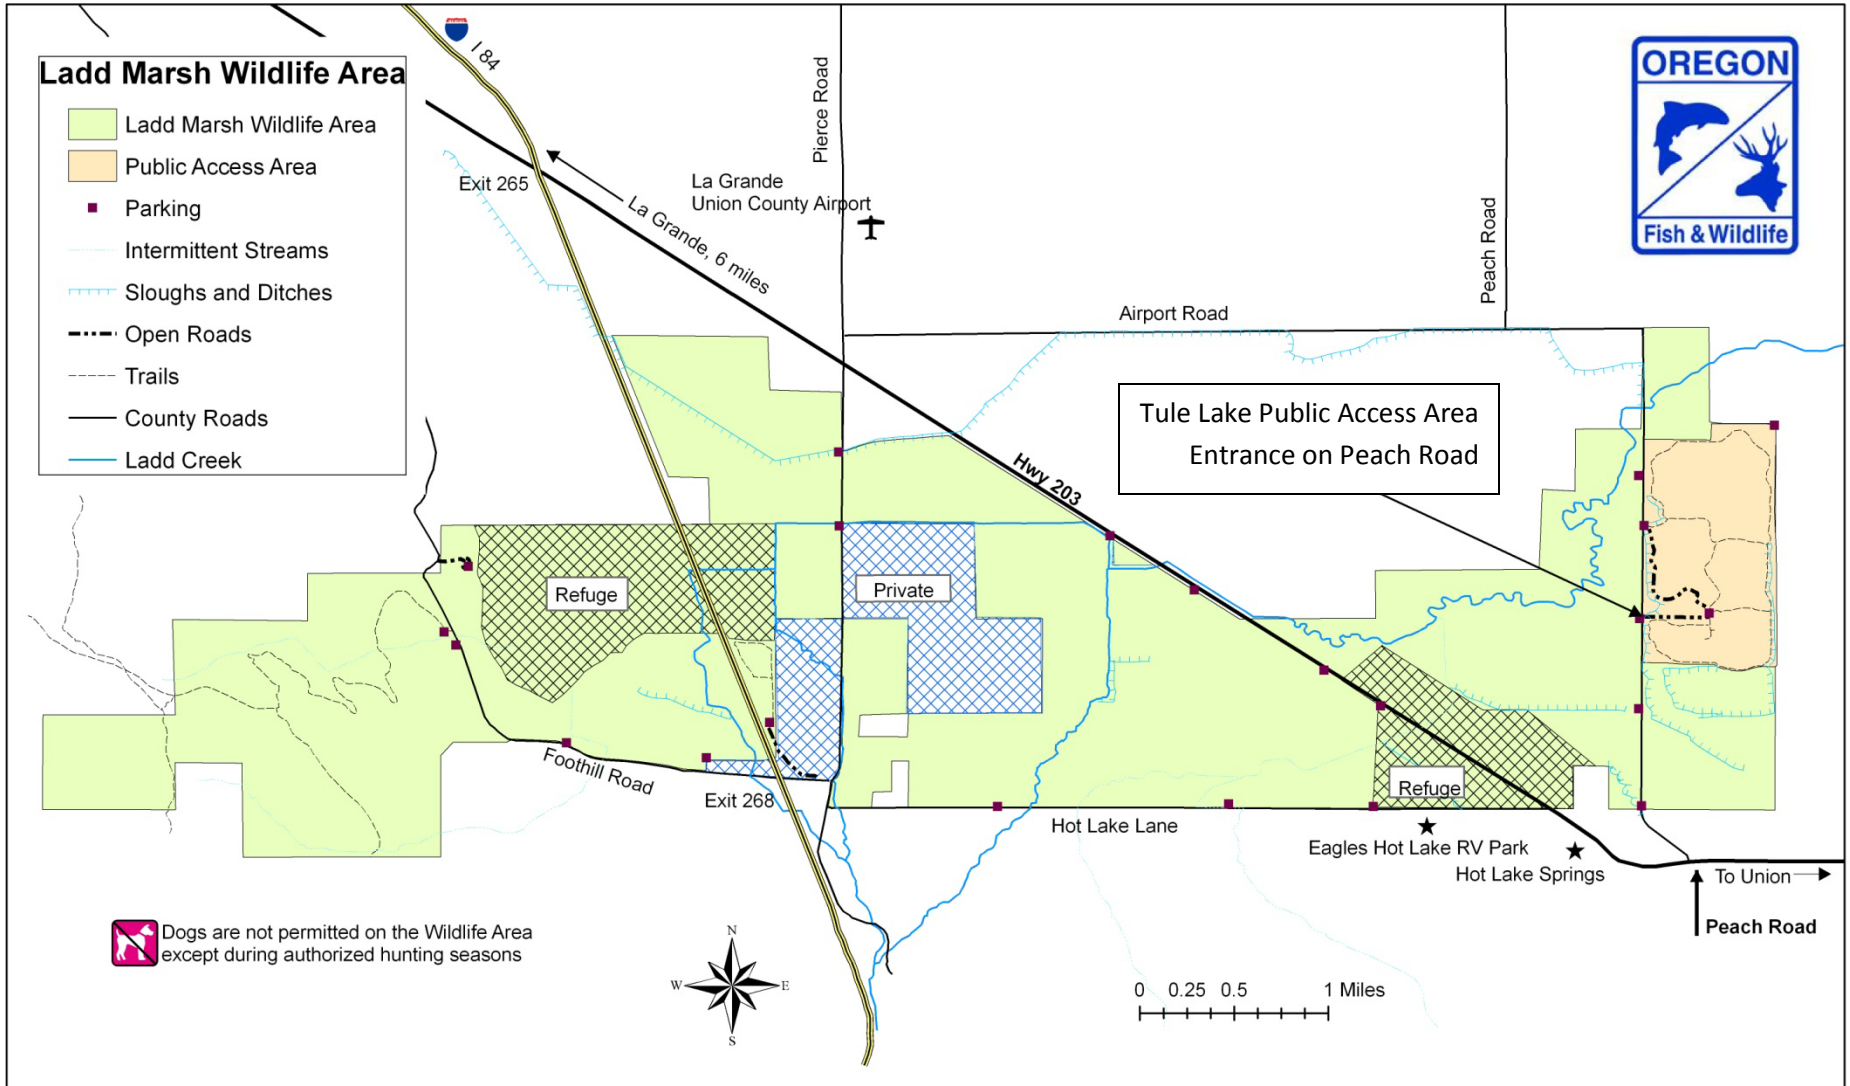 Ladd Marsh Wildlife Area
Ladd Marsh Wildlife Area
Public Access Area
Parking
Intermittent Streams
Sloughs and Ditches
Open Roads
Trails
County Roads
Ladd Creek
I 84
Exit 265
La Grande, 6 miles
La Grande
Union County Airport
Pierce Road
Peach Road
Airport Road
OREGON
Fish & Wildlife
Tule Lake Public Access Area
Entrance on Peach Road
Hwy 203
Refuge
Private
Refuge
Foothill Road
Exit 268
Hot Lake Lane
Eagles Hot Lake RV Park
Hot Lake Springs
To Union
Peach Road
Dogs are not permitted on the Wildlife Area
except during authorized hunting seasons
N
W
E
S
0 0.25 0.5 1 Miles